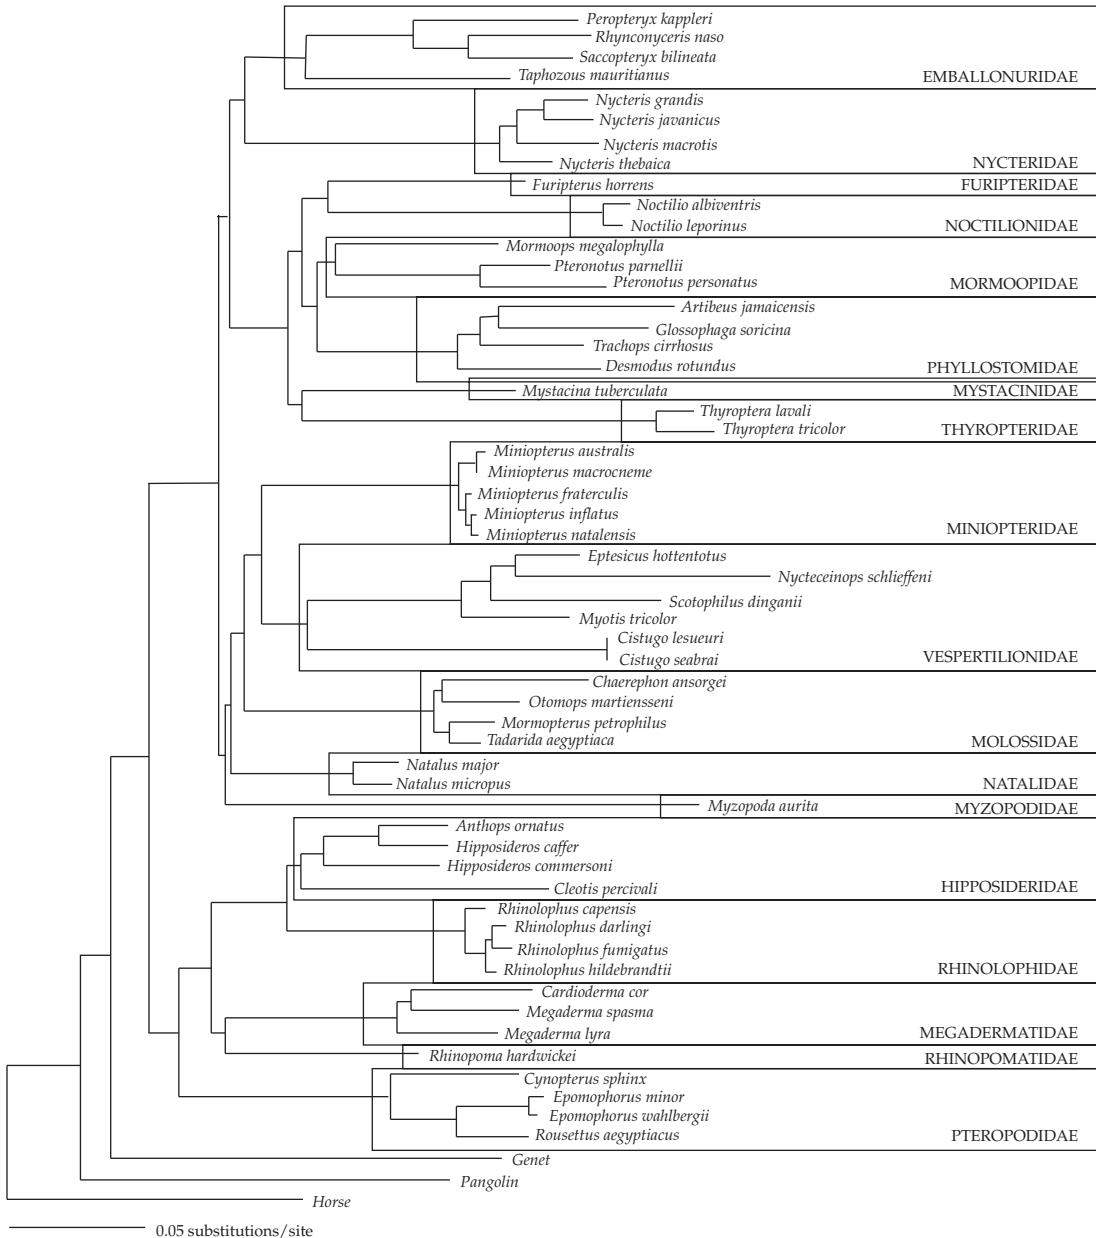 Peropteryx kappleri
Rhynconyceris naso
Saccopteryx bilineata
Taphozous mauritianus
EMBALLONURIDAE
Nycteris grandis
Nycteris javanicus
Nycteris macrotis
Nycteris thebaica
NYCTERIDAE
Furipterus horrens
FURIPTERIDAE
Noctilio albiventris
Noctilio leporinus
NOCTILIONIDAE
Mormoops megalophylla
Pteronotus parnellii
Pteronotus personatus
MORMOOPIDAE
Artibeus jamaicensis
Glossophaga soricina
Trachops cirrhosus
Desmodus rotundus
PHYLLOSTOMIDAE
Mystacina tuberculata
MYSTACINIDAE
Thyroptera lavali
Thyroptera tricolor
THYROPTERIDAE
Miniopterus australis
Miniopterus macrocneme
Miniopterus fraterculis
Miniopterus inflatus
Miniopterus natalensis
MINIOPTERIDAE
Eptesicus hottentotus
Nycteceinops schlieffeni
Scotophilus dinganii
Myotis tricolor
Cistugo lesueuri
Cistugo seabrai
VESPERTILIONIDAE
Chaerephon ansorgei
Otomops martiensseni
Mormopterus petrophilus
Tadarida aegyptiaca
MOLOSSIDAE
Natalus major
Natalus micropus
NATALIDAE
Myzopoda aurita
MYZOPODIDAE
Anthops ornatus
Hipposideros caffer
Hipposideros commersoni
Cleotis percivali
HIPPOSIDERIDAE
Rhinolophus capensis
Rhinolophus darlingi
Rhinolophus fumigatus
Rhinolophus hildebrandtii
RHINOLOPHIDAE
Cardioderma cor
Megaderma spasma
Megaderma lyra
MEGADERMATIDAE
Rhinopoma hardwickei
RHINOPOMATIDAE
Cynopterus sphinx
Epomophorus minor
Epomophorus wahlbergii
Rousettus aegyptiacus
PTEROPODIDAE
Genet
Pangolin
Horse
0.05 substitutions/site